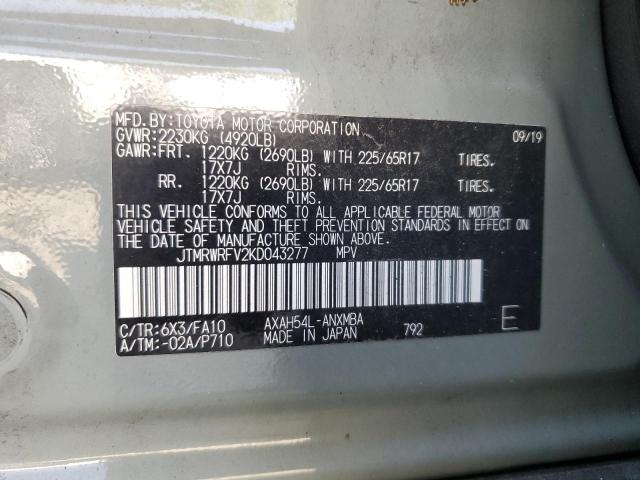 MFD.BY:TOYOTA MOTOR CORPORATION 09/19
GVWR:2230KG (4920LB)
GAWR:FRT. 1220KG (2690LB) WITH 225/65R17 TIRES.
17X7J RIMS.
RR. 1220KG (2690LB) WITH 225/65R17 TIRES.
17X7J RIMS.
THIS VEHICLE CONFORMS TO ALL APPLICABLE FEDERAL MOTOR
VEHICLE SAFETY AND THEFT PREVENTION STANDARDS IN EFFECT ON
THE DATE OF MANUFACTURE SHOWN ABOVE.
JTMRWRFV2KD043277 MPV
C/TR:6X3/FA10 AXAH54L-ANXMBA
A/TM:-02A/P710 MADE IN JAPAN 792 E